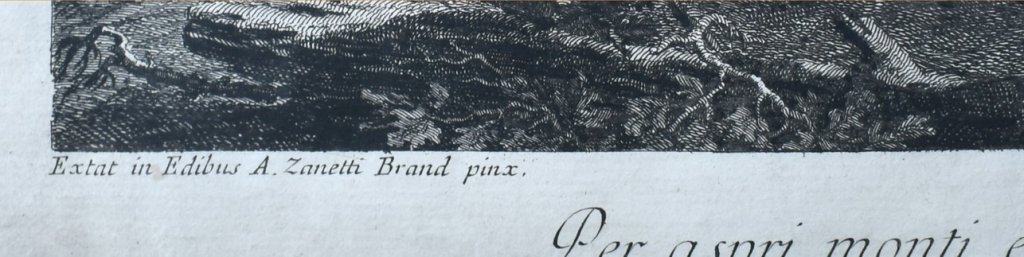 Extat in Edibus A. Zanetti Brand pinx.
Per aspri monti e